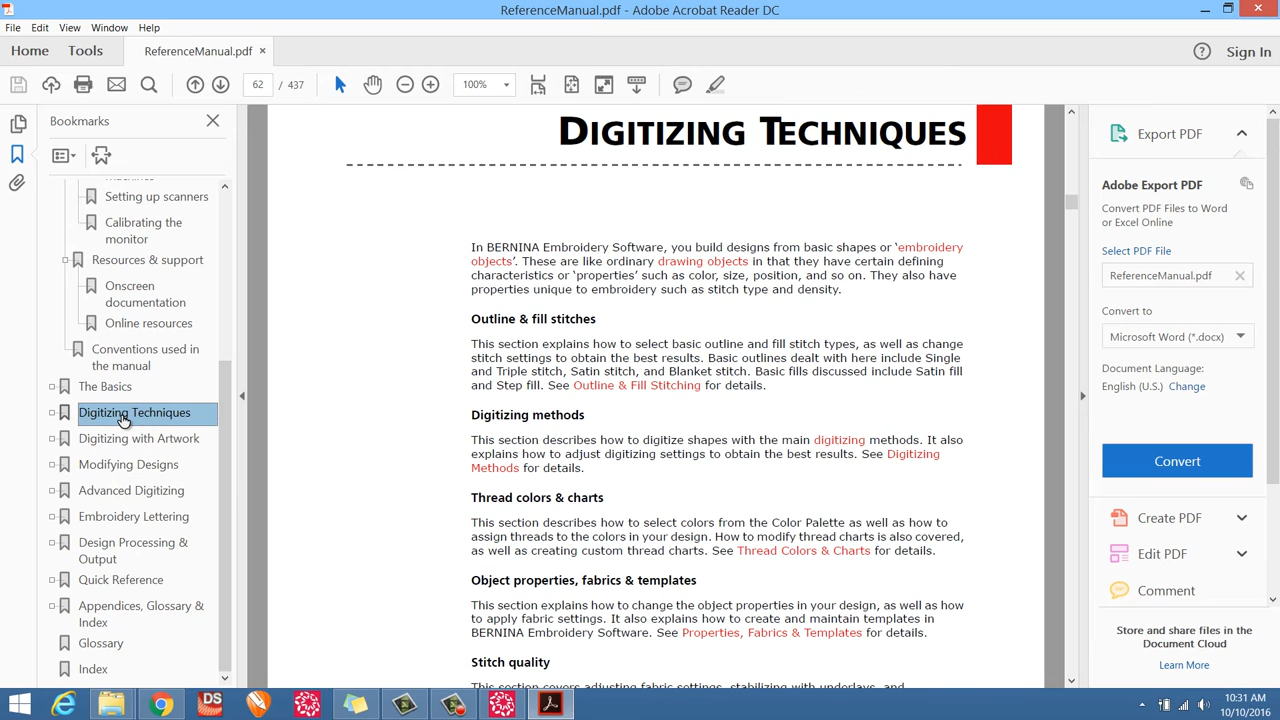 ReferenceManual.pdf - Adobe Acrobat Reader DC
File Edit View Window Help
Home Tools ReferenceManual.pdf × Sign In
62 / 437 100%
Bookmarks
Setting up scanners
Calibrating the
monitor
Resources & support
Onscreen
documentation
Online resources
Conventions used in
the manual
The Basics
Digitizing Techniques
Digitizing with Artwork
Modifying Designs
Advanced Digitizing
Embroidery Lettering
Design Processing &
Output
Quick Reference
Appendices, Glossary &
Index
Glossary
Index
DIGITIZING TECHNIQUES
In BERNINA Embroidery Software, you build designs from basic shapes or ‘embroidery
objects’. These are like ordinary drawing objects in that they have certain defining
characteristics or ‘properties’ such as color, size, position, and so on. They also have
properties unique to embroidery such as stitch type and density.
Outline & fill stitches
This section explains how to select basic outline and fill stitch types, as well as change
stitch settings to obtain the best results. Basic outlines dealt with here include Single
and Triple stitch, Satin stitch, and Blanket stitch. Basic fills discussed include Satin fill
and Step fill. See Outline & Fill Stitching for details.
Digitizing methods
This section describes how to digitize shapes with the main digitizing methods. It also
explains how to adjust digitizing settings to obtain the best results. See Digitizing
Methods for details.
Thread colors & charts
This section describes how to select colors from the Color Palette as well as how to
assign threads to the colors in your design. How to modify thread charts is also covered,
as well as creating custom thread charts. See Thread Colors & Charts for details.
Object properties, fabrics & templates
This section explains how to change the object properties in your design, as well as how
to apply fabric settings. It also explains how to create and maintain templates in
BERNINA Embroidery Software. See Properties, Fabrics & Templates for details.
Stitch quality
This section covers adjusting fabric settings, stabilizing with underlays, and
Export PDF
Adobe Export PDF
Convert PDF Files to Word
or Excel Online
Select PDF File
ReferenceManual.pdf
Convert to
Microsoft Word (*.docx)
Document Language:
English (U.S.) Change
Convert
Create PDF
Edit PDF
Comment
Store and share files in the
Document Cloud
Learn More
DS
10:31 AM
10/10/2016